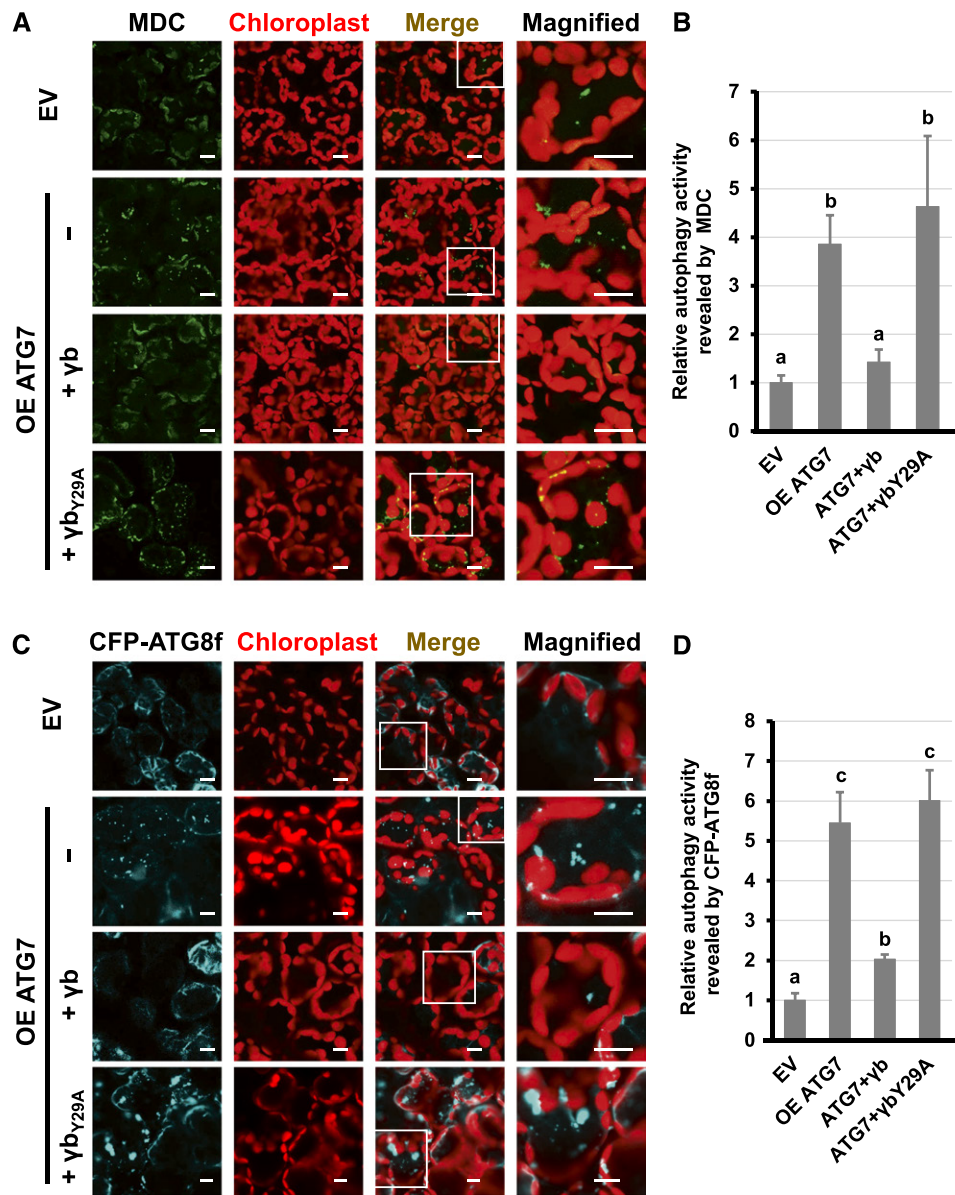 A
MDC Chloroplast Merge Magnified
EV
OE ATG7
–
+ γb
+ γbY29A
B
Relative autophagy activity
revealed by MDC
7
6
5
4
3
2
1
0
a
b
a
b
EV
OE ATG7
ATG7+γb
ATG7+γbY29A
C
CFP-ATG8f Chloroplast Merge Magnified
EV
OE ATG7
–
+ γb
+ γbY29A
D
Relative autophagy activity
revealed by CFP-ATG8f
8
7
6
5
4
3
2
1
0
a
c
b
c
EV
OE ATG7
ATG7+γb
ATG7+γbY29A